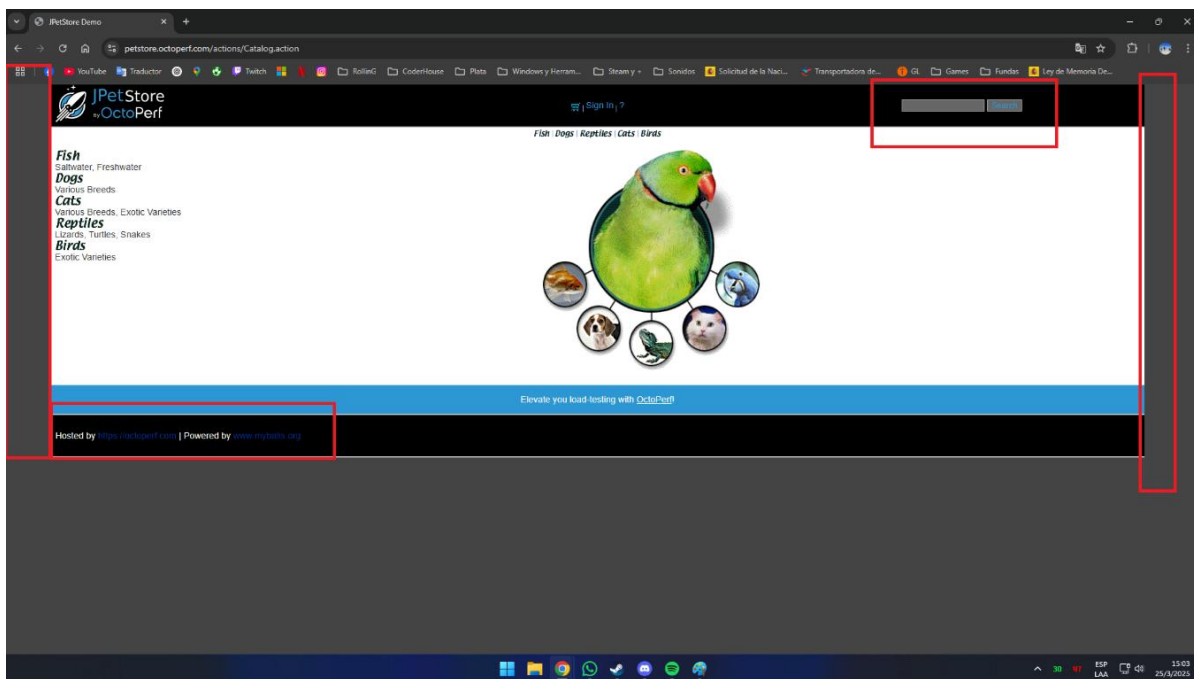 JPetStore Demo
petstore.octoperf.com/actions/Catalog.action
YouTube Traductor Twitch RollinG CoderHouse Plata Windows y Herram... Steam y + Sonidos Solicitud de la Naci... Transportadora de... GL Games Fundas Ley de Memoria De...
JPetStore
by OctoPerf
Sign In | ?
Search
Fish | Dogs | Reptiles | Cats | Birds
Fish
Saltwater, Freshwater
Dogs
Various Breeds
Cats
Various Breeds, Exotic Varieties
Reptiles
Lizards, Turtles, Snakes
Birds
Exotic Varieties
Elevate you load-testing with OctoPerf!
Hosted by https://octoperf.com | Powered by www.mybatis.org
30 47 ESP 15:03
LAA 25/3/2025